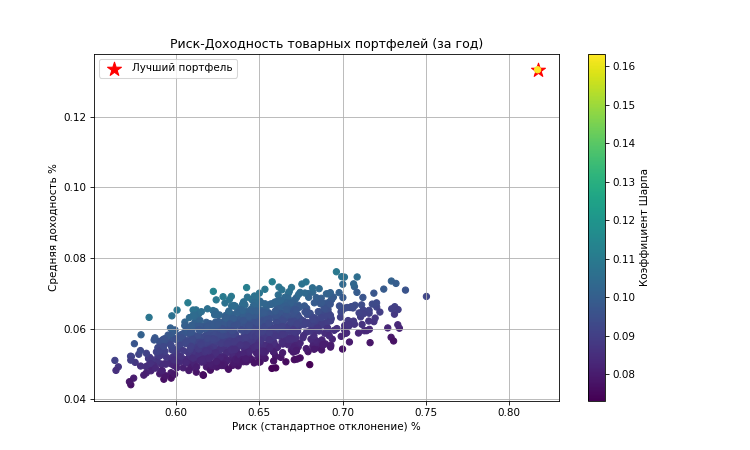 Риск-Доходность товарных портфелей (за год)
Лучший портфель
Средняя доходность %
0.12
0.10
0.08
0.06
0.04
0.60 0.65 0.70 0.75 0.80
Риск (стандартное отклонение) %
0.16
0.15
0.14
0.13
0.12
0.11
0.10
0.09
0.08
Коэффициент Шарпа